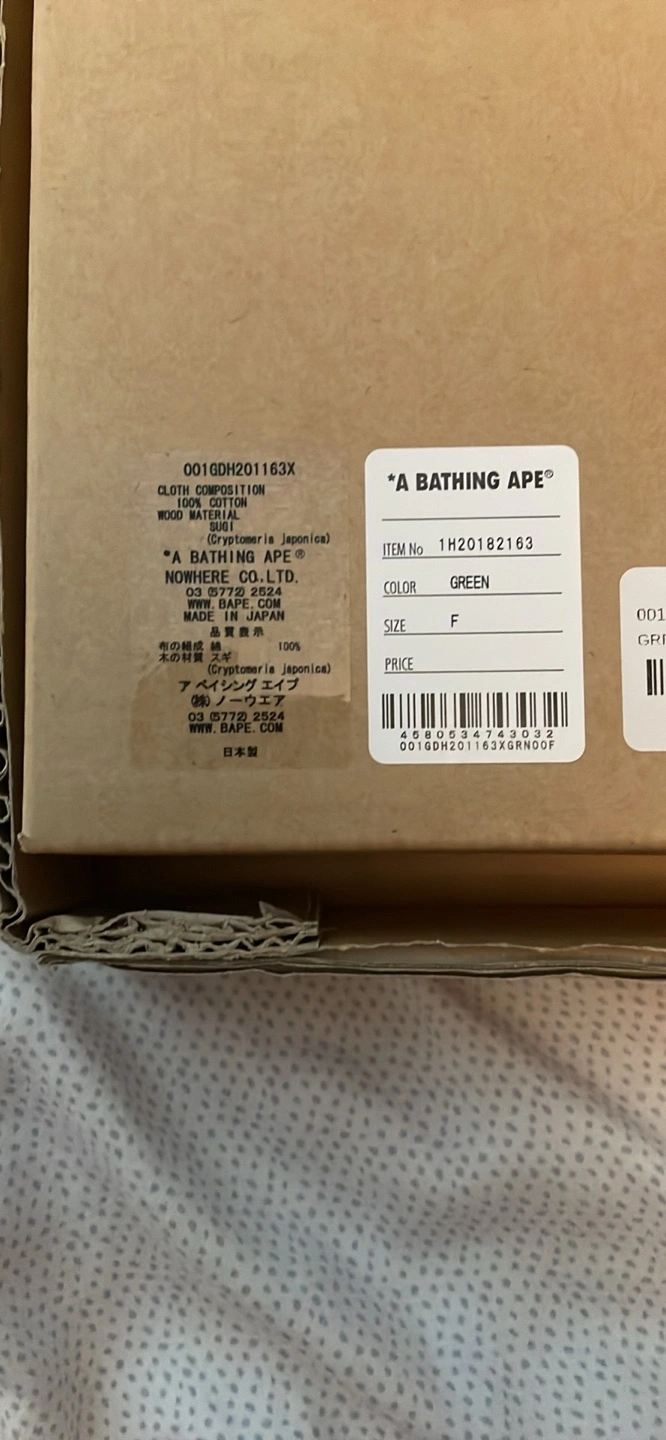 001GDH201163X
CLOTH COMPOSITION
100% COTTON
WOOD MATERIAL
SUGI
(Cryptomeria japonica)
*A BATHING APE®
NOWHERE CO.,LTD.
03 (5772) 2524
WWW. BAPE. COM
MADE IN JAPAN
品質表示
布の組成 綿 100%
木の材質 スギ
(Cryptomeria japonica)
ア ベイシング エイプ
㈱ ノーウエア
03 (5772) 2524
WWW. BAPE. COM
日本製
*A BATHING APE®
ITEM No 1H20182163
COLOR GREEN
SIZE F
PRICE
4580534743032
001GDH201163XGRN00F
001